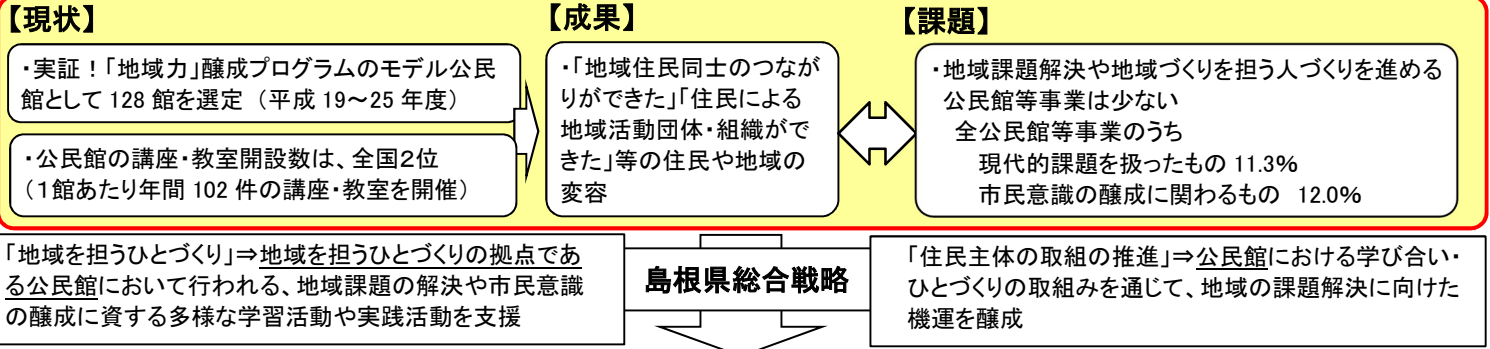 【現状】
・実証！「地域力」醸成プログラムのモデル公民
館として 128 館を選定 （平成 19～25 年度）
・公民館の講座・教室開設数は、全国２位
（１館あたり年間 102 件の講座・教室を開催）
【成果】
・「地域住民同士のつなが
りができた」「住民による
地域活動団体・組織がで
きた」等の住民や地域の
変容
【課題】
・地域課題解決や地域づくりを担う人づくりを進める
公民館等事業は少ない
全公民館等事業のうち
現代的課題を扱ったもの 11.3%
市民意識の醸成に関わるもの 12.0%
「地域を担うひとづくり」⇒地域を担うひとづくりの拠点であ
る公民館において行われる、地域課題の解決や市民意識
の醸成に資する多様な学習活動や実践活動を支援
島根県総合戦略
「住民主体の取組の推進」⇒公民館における学び合い・
ひとづくりの取組みを通じて、地域の課題解決に向けた
機運を醸成